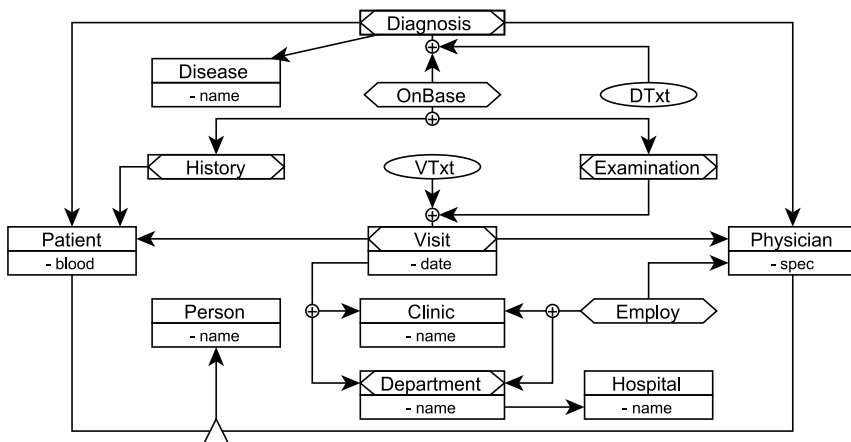 Diagnosis
Disease
- name
OnBase
DTxt
History
VTxt
Examination
Patient
- blood
Visit
- date
Physician
- spec
Person
- name
Clinic
- name
Employ
Department
- name
Hospital
- name